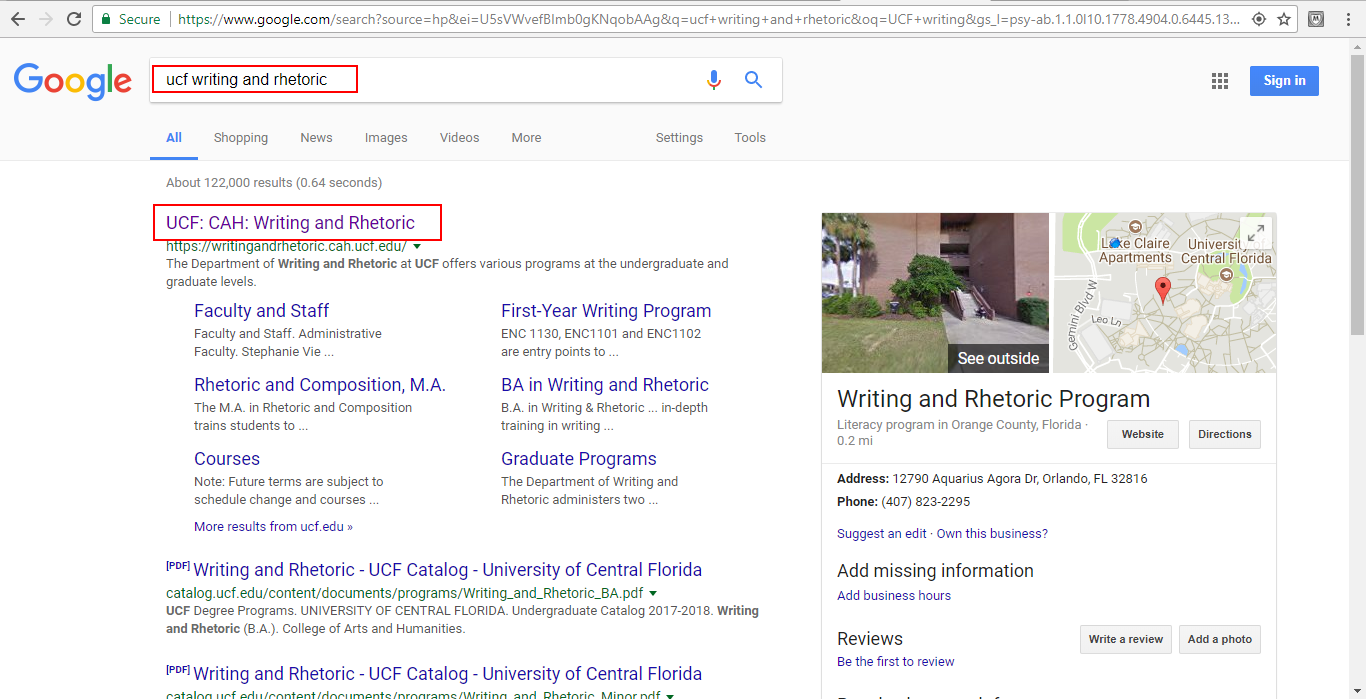 Secure https://www.google.com/search?source=hp&ei=U5sVWvefBImb0gKNqobAAg&q=ucf+writing+and+rhetoric&oq=UCF+writing&gs_l=psy-ab.1.1.0l10.1778.4904.0.6445.13...
Google
ucf writing and rhetoric
Sign in
All Shopping News Images Videos More Settings Tools
About 122,000 results (0.64 seconds)
UCF: CAH: Writing and Rhetoric
https://writingandrhetoric.cah.ucf.edu/
The Department of Writing and Rhetoric at UCF offers various programs at the undergraduate and
graduate levels.
Faculty and Staff
Faculty and Staff. Administrative
Faculty. Stephanie Vie ...
First-Year Writing Program
ENC 1130, ENC1101 and ENC1102
are entry points to ...
Rhetoric and Composition, M.A.
The M.A. in Rhetoric and Composition
trains students to ...
BA in Writing and Rhetoric
B.A. in Writing & Rhetoric ... in-depth
training in writing ...
Courses
Note: Future terms are subject to
schedule change and courses ...
Graduate Programs
The Department of Writing and
Rhetoric administers two ...
More results from ucf.edu »
[PDF] Writing and Rhetoric - UCF Catalog - University of Central Florida
catalog.ucf.edu/content/documents/programs/Writing_and_Rhetoric_BA.pdf
UCF Degree Programs. UNIVERSITY OF CENTRAL FLORIDA. Undergraduate Catalog 2017-2018. Writing
and Rhetoric (B.A.). College of Arts and Humanities.
[PDF] Writing and Rhetoric - UCF Catalog - University of Central Florida
catalog.ucf.edu/content/documents/programs/Writing_and_Rhetoric_Minor.pdf
See outside
Lake Claire
Apartments
University of
Central Florida
Gemini Blvd W
Leo Ln
Writing and Rhetoric Program
Literacy program in Orange County, Florida ·
0.2 mi
Website
Directions
Address: 12790 Aquarius Agora Dr, Orlando, FL 32816
Phone: (407) 823-2295
Suggest an edit · Own this business?
Add missing information
Add business hours
Reviews
Write a review
Add a photo
Be the first to review